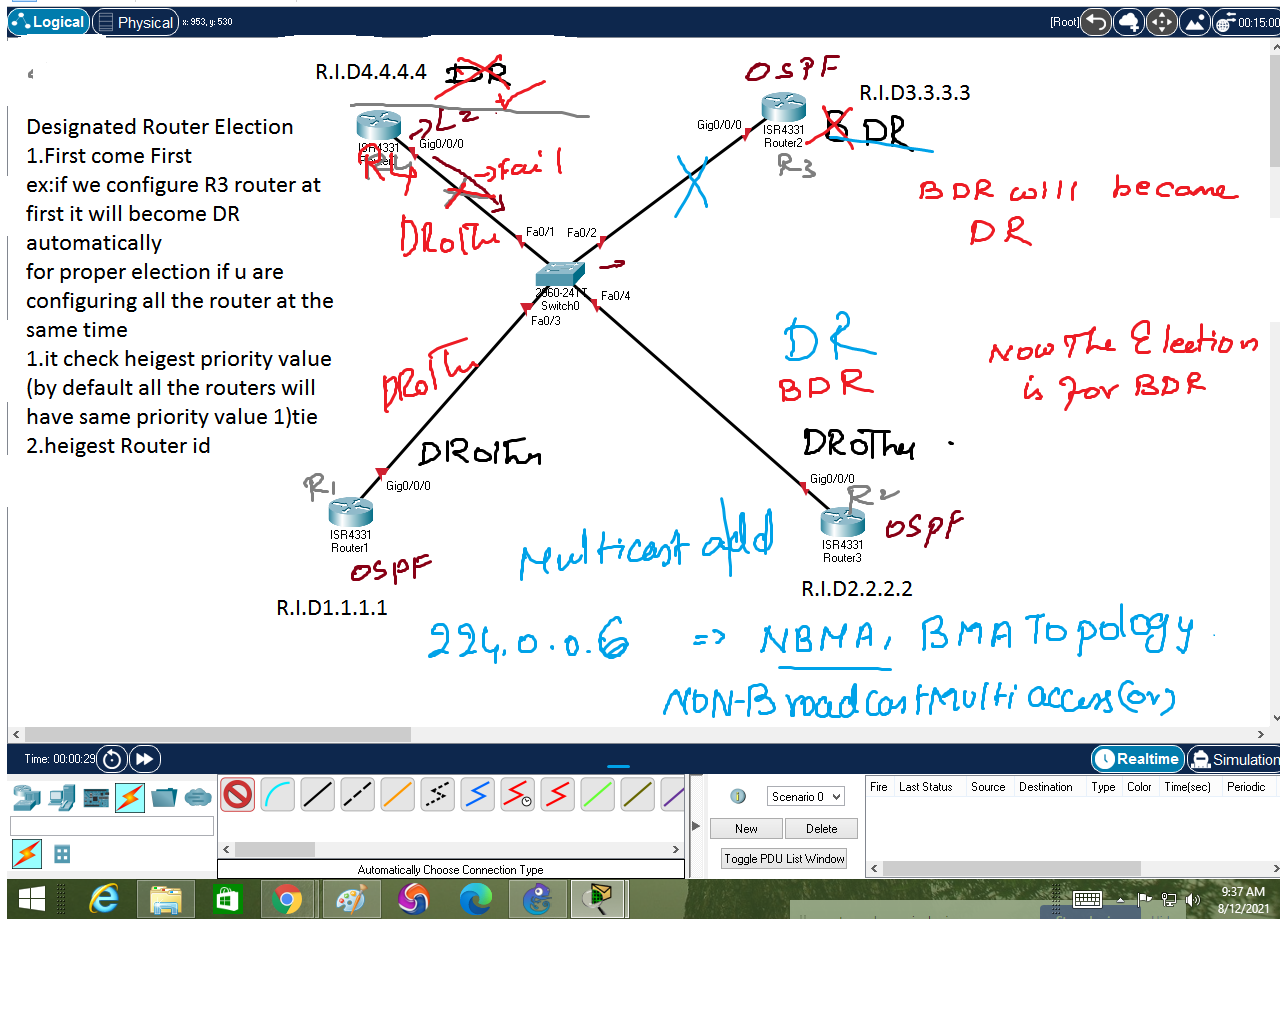 Logical Physical x: 953, y: 530 [Root] 00:15:00
R.I.D4.4.4.4 DR
OSPF
R.I.D3.3.3.3
B DR
Designated Router Election
1.First come First
ex:if we configure R3 router at
first it will become DR
automatically
for proper election if u are
configuring all the router at the
same time
1.it check heigest priority value
(by default all the routers will
have same priority value 1)tie
2.heigest Router id
L2
Gig0/0/0
ISR4331
R4
fail
DROTher
Gig0/0/0
ISR4331
Router2
R3
BDR will became
DR
Fa0/1 Fa0/2
Switch0
Fa0/4
Fa0/3
DROTher
DR
BDR
Now The Election
is for BDR
DROTher
DROTher
R1
Gig0/0/0
ISR4331
Router1
OSPF
R.I.D1.1.1.1
Gig0/0/0
R2
ISR4331
Router3
OSPF
R.I.D2.2.2.2
Multicast add
224.0.0.6 => NBMA, BMA Topology
NON-Broadcast Multi access(or)
Time: 00:00:29 Realtime Simulation
Scenario 0
New Delete
Toggle PDU List Window
Fire Last Status Source Destination Type Color Time(sec) Periodic
Automatically Choose Connection Type
9:37 AM
8/12/2021